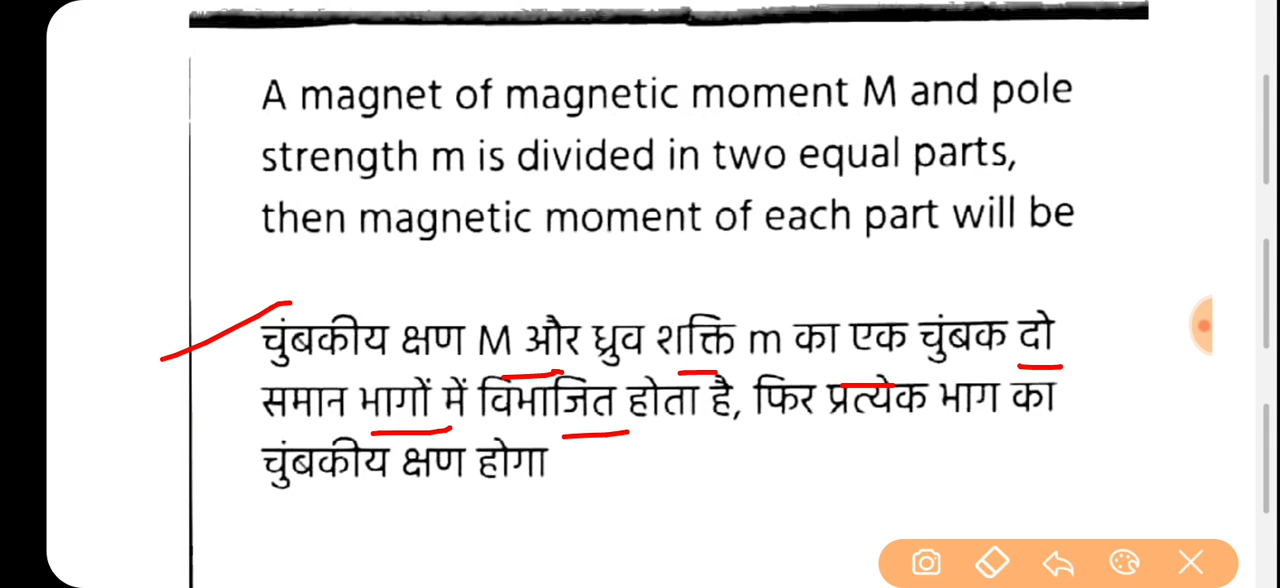 A magnet of magnetic moment M and pole
strength m is divided in two equal parts,
then magnetic moment of each part will be
चुंबकीय क्षण M और ध्रुव शक्ति m का एक चुंबक दो
समान भागों में विभाजित होता है, फिर प्रत्येक भाग का
चुंबकीय क्षण होगा